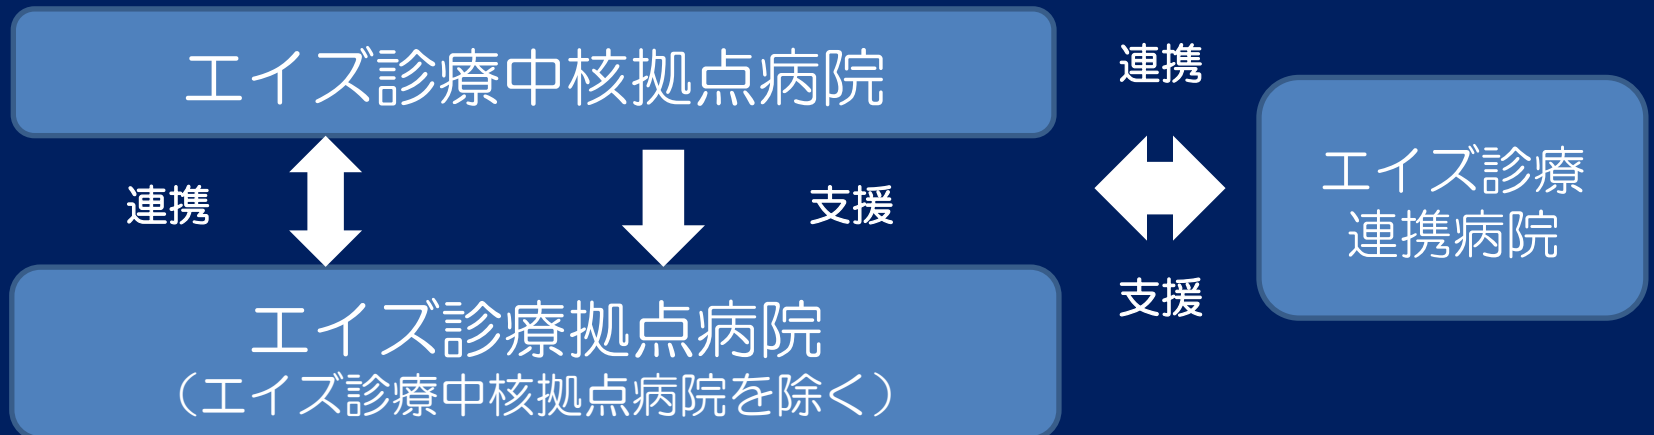 エイズ診療中核拠点病院
連携
支援
エイズ診療拠点病院
（エイズ診療中核拠点病院を除く）
連携
支援
エイズ診療
連携病院